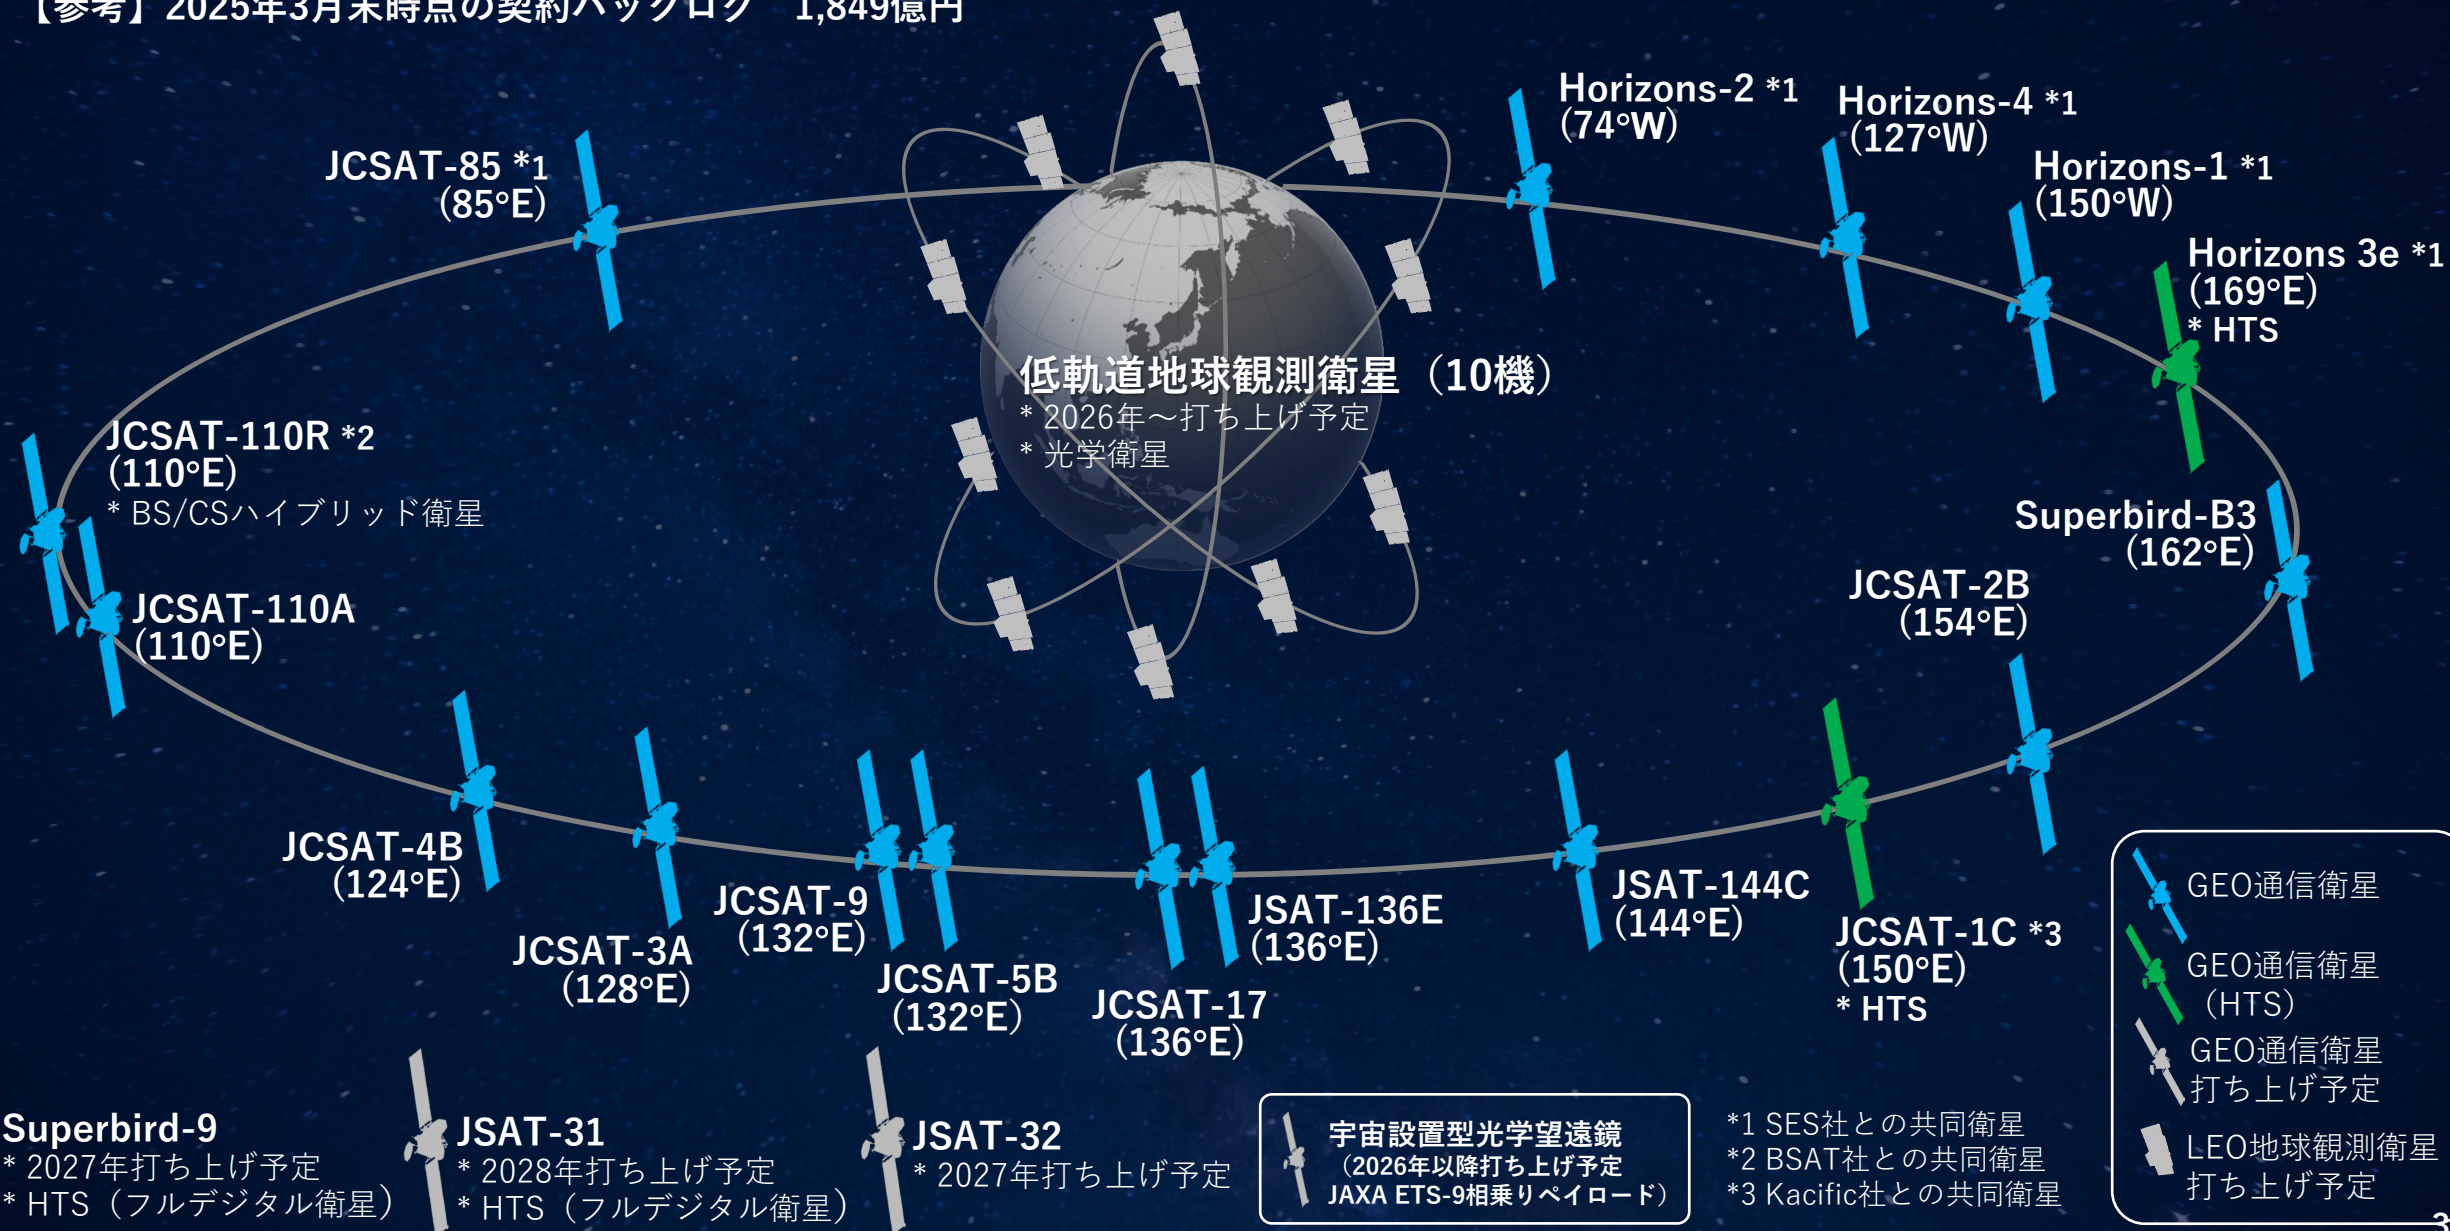 【参考】2025年3月末時点の契約バックログ　1,849億円
Horizons-2 *1
(74°W)
Horizons-4 *1
(127°W)
JCSAT-85 *1
(85°E)
Horizons-1 *1
(150°W)
Horizons 3e *1
(169°E)
* HTS
低軌道地球観測衛星（10機）
* 2026年～打ち上げ予定
* 光学衛星
JCSAT-110R *2
(110°E)
* BS/CSハイブリッド衛星
Superbird-B3
(162°E)
JCSAT-2B
(154°E)
JCSAT-110A
(110°E)
JCSAT-4B
(124°E)
JCSAT-3A
(128°E)
JCSAT-9
(132°E)
JCSAT-5B
(132°E)
JCSAT-17
(136°E)
JSAT-136E
(136°E)
JSAT-144C
(144°E)
JCSAT-1C *3
(150°E)
* HTS
GEO通信衛星
GEO通信衛星
（HTS）
GEO通信衛星
打ち上げ予定
LEO地球観測衛星
打ち上げ予定
Superbird-9
* 2027年打ち上げ予定
* HTS（フルデジタル衛星）
JSAT-31
* 2028年打ち上げ予定
* HTS（フルデジタル衛星）
JSAT-32
* 2027年打ち上げ予定
宇宙設置型光学望遠鏡
（2026年以降打ち上げ予定
JAXA ETS-9相乗りペイロード）
*1 SES社との共同衛星
*2 BSAT社との共同衛星
*3 Kacific社との共同衛星